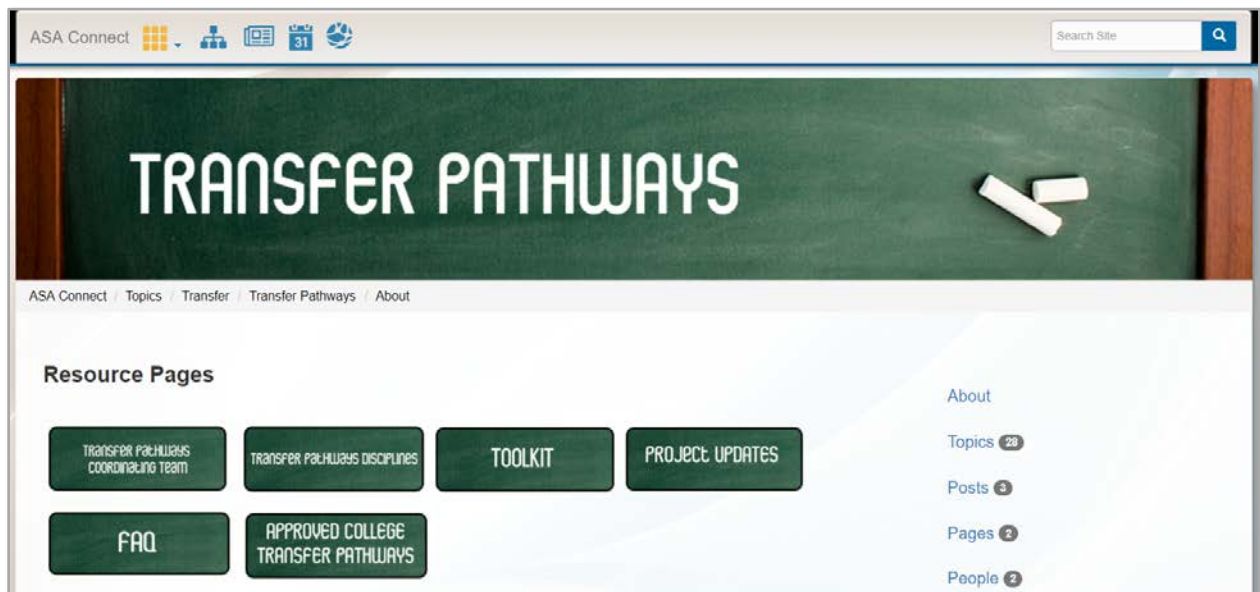 ASA Connect
31
Search Site
TRANSFER PATHWAYS
ASA Connect / Topics / Transfer / Transfer Pathways / About
Resource Pages
TRANSFER PATHWAYS
COORDINATING TEAM
TRANSFER PATHWAYS DISCIPLINES
TOOLKIT
PROJECT UPDATES
FAQ
APPROVED COLLEGE
TRANSFER PATHWAYS
About
Topics 28
Posts 3
Pages 2
People 2